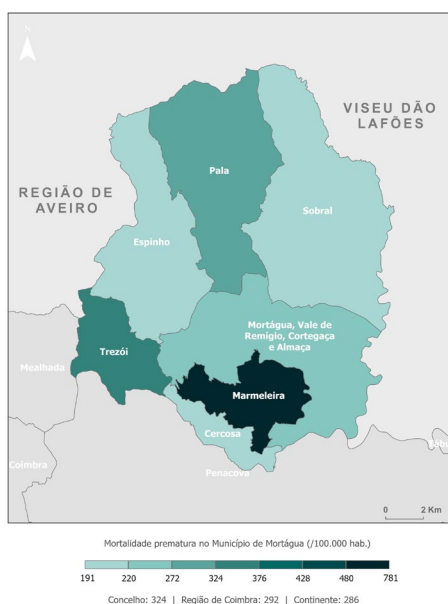 N
VISEU DÃO
LAFÕES
Pala
REGIÃO DE
AVEIRO
Sobral
Espinho
Mortágua, Vale de
Remígio, Cortegaça
e Almaça
Trezói
Mealhada
Marmeleira
Cercosa
Coimbra
Penacova
0 2 Km
Mortalidade prematura no Município de Mortágua (/100.000 hab.)
191 220 272 324 376 428 480 781
Concelho: 324 | Região de Coimbra: 292 | Continente: 286